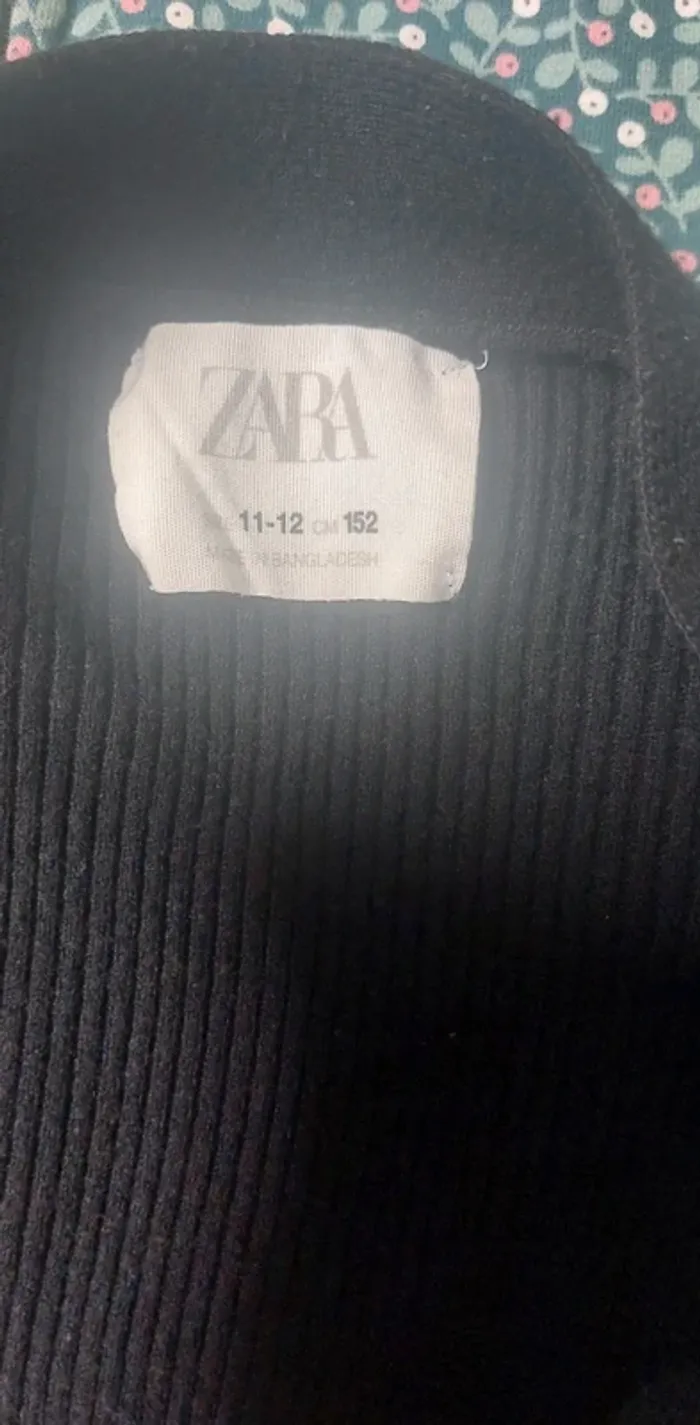 ZARA
11-12 CM 152
MADE IN BANGLADESH